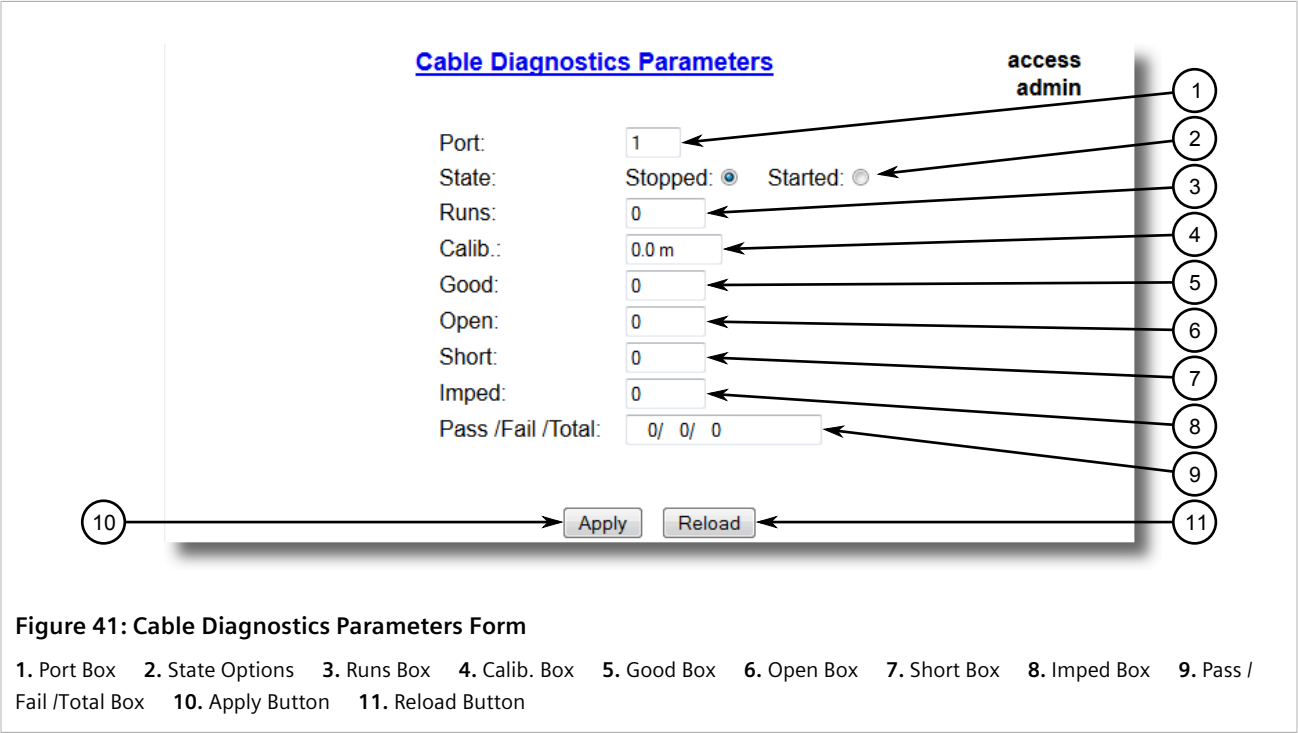 Cable Diagnostics Parameters
access
admin
1
Port: 1
2
State: Stopped: Started:
3
Runs: 0
4
Calib.: 0.0 m
5
Good: 0
6
Open: 0
7
Short: 0
8
Imped: 0
9
Pass /Fail /Total: 0/ 0/ 0
10
Apply Reload
11
Figure 41: Cable Diagnostics Parameters Form
1. Port Box 2. State Options 3. Runs Box 4. Calib. Box 5. Good Box 6. Open Box 7. Short Box 8. Imped Box 9. Pass /
Fail /Total Box 10. Apply Button 11. Reload Button